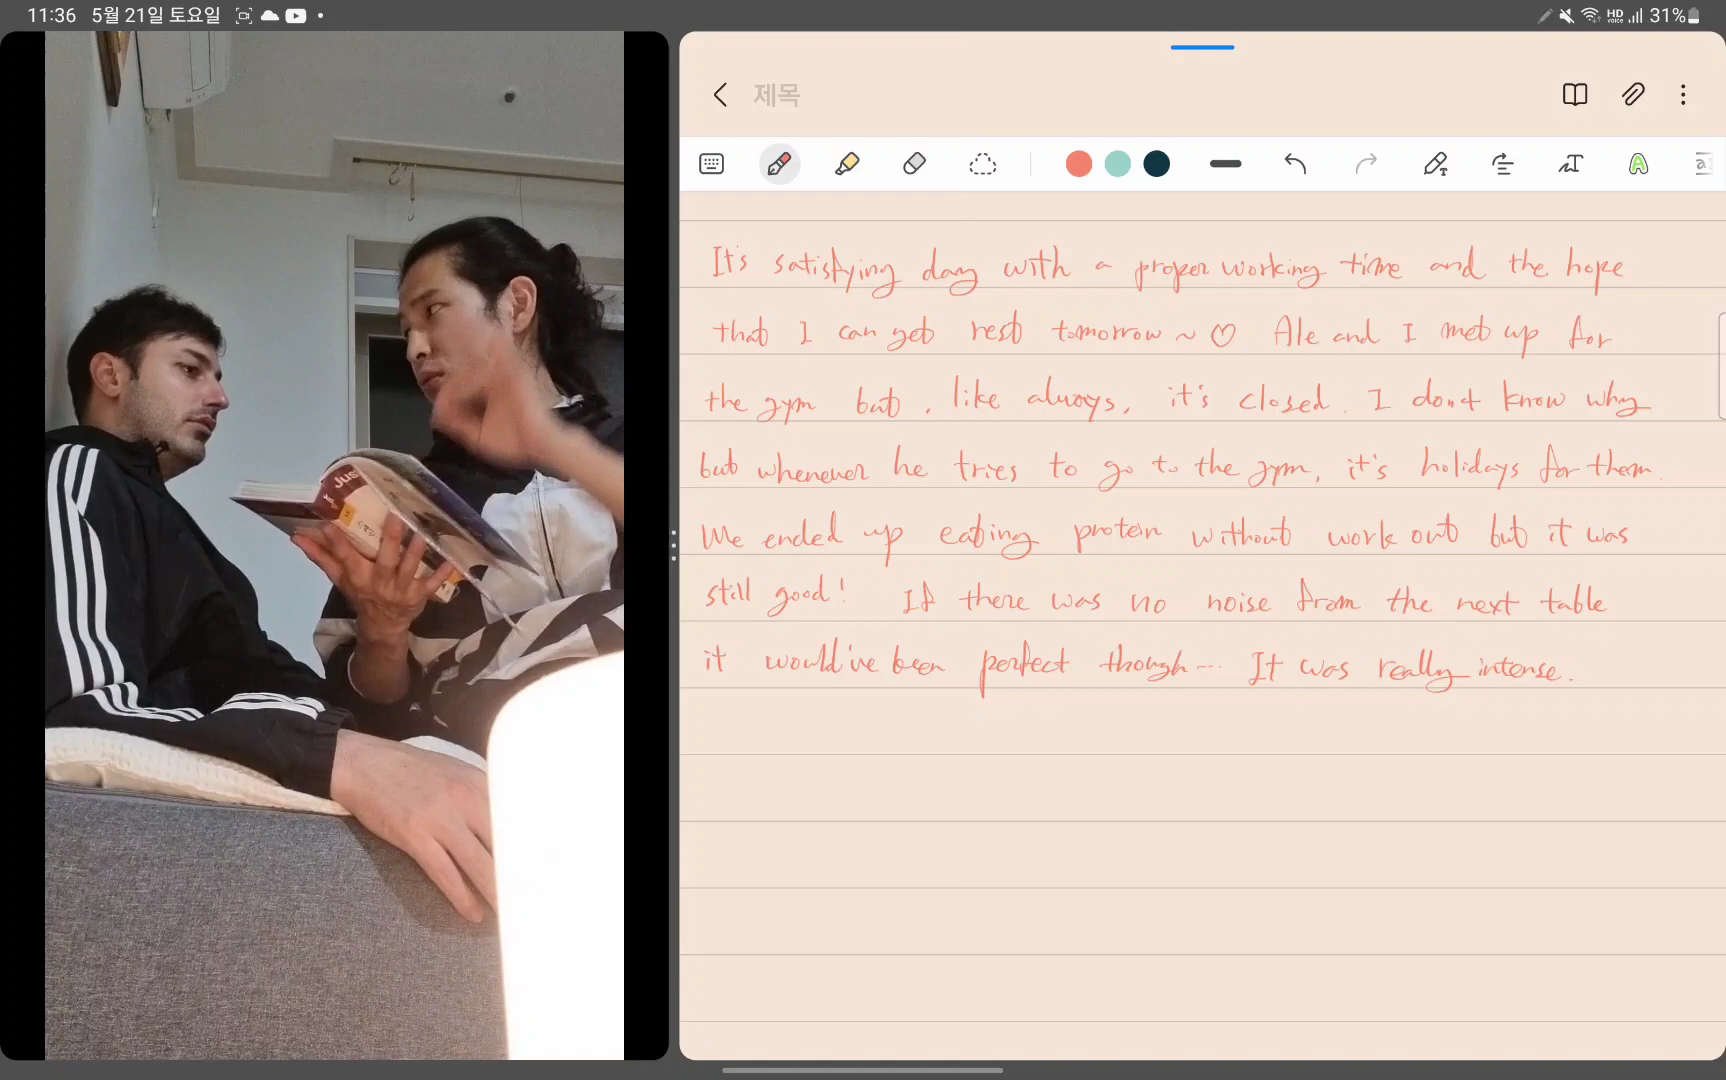 11:36 5월 21일 토요일
HD voice 31%
제목
It's satisfying day with a proper working time and the hope
that I can get rest tomorrow ~ ♡ Ale and I met up for
the gym but, like always, it's closed. I don't know why
but whenever he tries to go to the gym, it's holidays for them.
We ended up eating protein without work out but it was
still good! If there was no noise from the next table
it would've been perfect though... It was really intense.
Jus